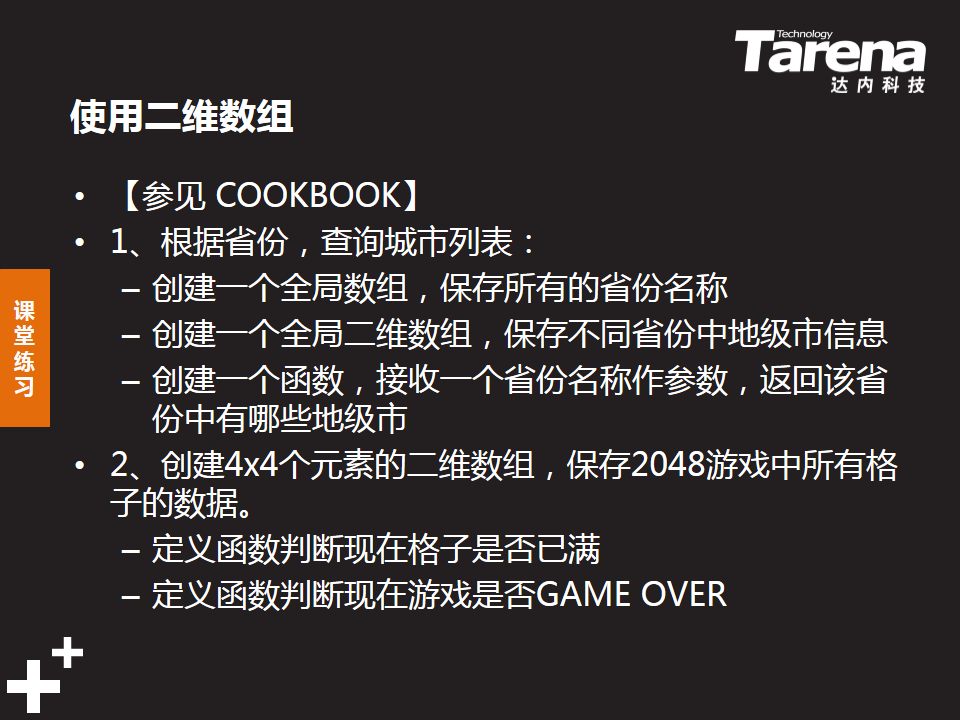 Technology
Tarena
达内科技
使用二维数组
• 【参见 COOKBOOK】
• 1、根据省份，查询城市列表：
– 创建一个全局数组，保存所有的省份名称
– 创建一个全局二维数组，保存不同省份中地级市信息
– 创建一个函数，接收一个省份名称作参数，返回该省
份中有哪些地级市
• 2、创建4x4个元素的二维数组，保存2048游戏中所有格
子的数据。
– 定义函数判断现在格子是否已满
– 定义函数判断现在游戏是否GAME OVER
课
堂
练
习